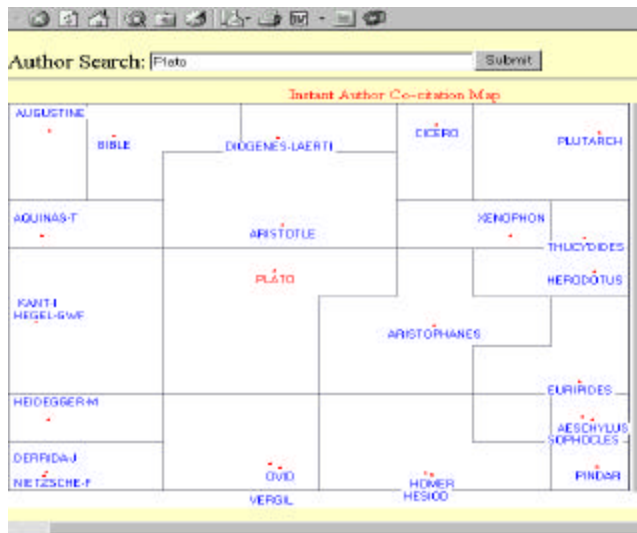 Author Search: Plato Submit
Instant Author Co-citation Map
AUGUSTINE
BIBLE
DIOGENES-LAERTI
CICERO
PLUTARCH
AQUINAS-T
ARISTOTLE
XENOPHON
THUCYDIDES
PLATO
HERODOTUS
KANT-I
HEGEL-GWF
ARISTOPHANES
EURIPIDES
HEIDEGGER-M
AESCHYLUS
SOPHOCLES
DERRIDA-J
NIETZSCHE-F
OVID
HOMER
PINDAR
VERGIL
HESIOD